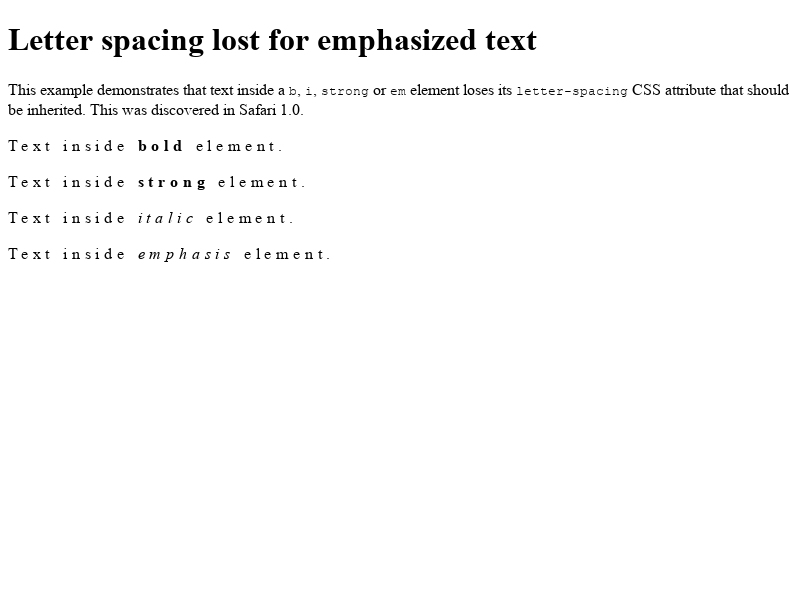 Letter spacing lost for emphasized text
This example demonstrates that text inside a b, i, strong or em element loses its letter-spacing CSS attribute that should
be inherited. This was discovered in Safari 1.0.
Text inside bold element.
Text inside strong element.
Text inside italic element.
Text inside emphasis element.